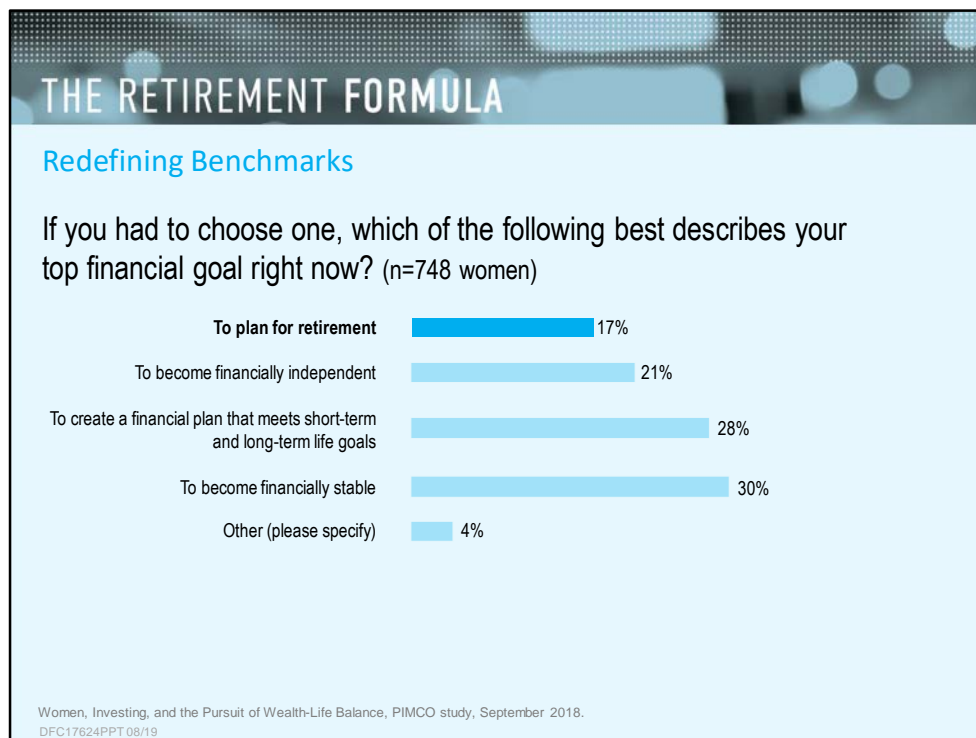 THE RETIREMENT FORMULA
Redefining Benchmarks
If you had to choose one, which of the following best describes your
top financial goal right now? (n=748 women)
To plan for retirement 17%
To become financially independent 21%
To create a financial plan that meets short-term
and long-term life goals 28%
To become financially stable 30%
Other (please specify) 4%
Women, Investing, and the Pursuit of Wealth-Life Balance, PIMCO study, September 2018.
DFC17624PPT 08/19